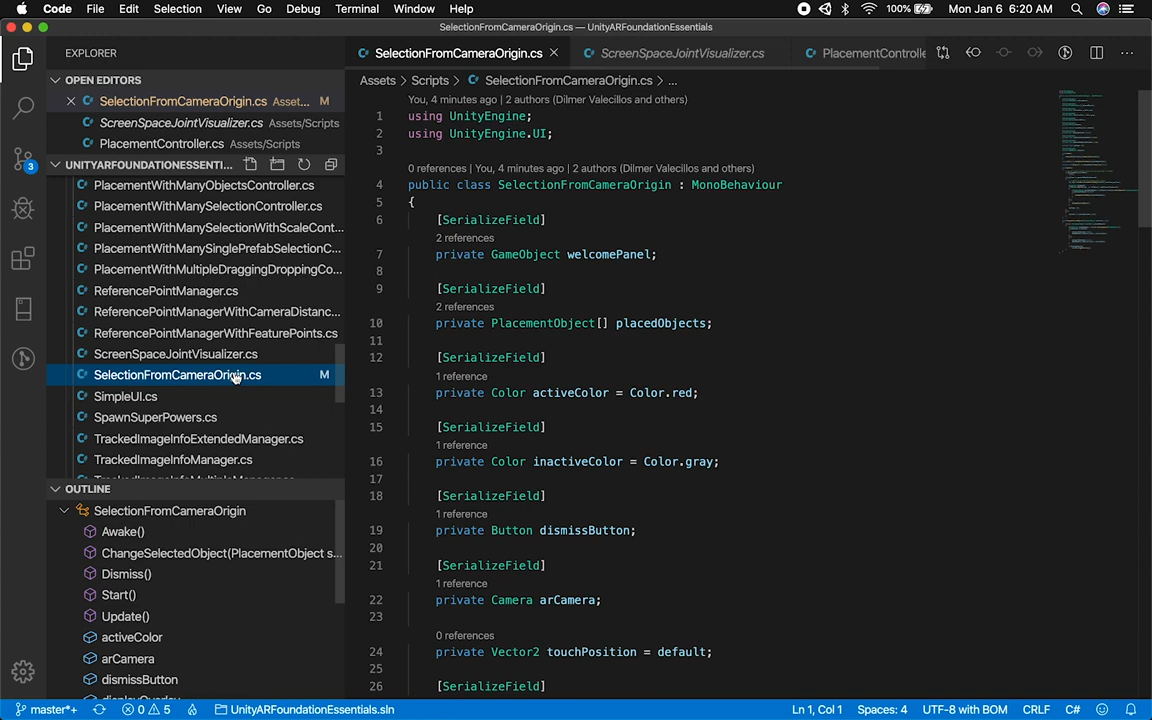 Code File Edit Selection View Go Debug Terminal Window Help 100% Mon Jan 6 6:20 AM
SelectionFromCameraOrigin.cs — UnityARFoundationEssentials
EXPLORER
OPEN EDITORS
SelectionFromCameraOrigin.cs Asset... M
ScreenSpaceJointVisualizer.cs Assets/Scripts
PlacementController.cs Assets/Scripts
UNITYARFOUNDATIONESSENTI...
PlacementWithManyObjectsController.cs
PlacementWithManySelectionController.cs
PlacementWithManySelectionWithScaleCont...
PlacementWithManySinglePrefabSelectionC...
PlacementWithMultipleDraggingDroppingCo...
ReferencePointManager.cs
ReferencePointManagerWithCameraDistanc...
ReferencePointManagerWithFeaturePoints.cs
ScreenSpaceJointVisualizer.cs
SelectionFromCameraOrigin.cs M
SimpleUI.cs
SpawnSuperPowers.cs
TrackedImageInfoExtendedManager.cs
TrackedImageInfoManager.cs
OUTLINE
SelectionFromCameraOrigin
Awake()
ChangeSelectedObject(PlacementObject s...
Dismiss()
Start()
Update()
activeColor
arCamera
dismissButton
SelectionFromCameraOrigin.cs ScreenSpaceJointVisualizer.cs PlacementControlle
Assets > Scripts > SelectionFromCameraOrigin.cs > ...
You, 4 minutes ago | 2 authors (Dilmer Valecillos and others)
1 using UnityEngine;
2 using UnityEngine.UI;
3
0 references | You, 4 minutes ago | 2 authors (Dilmer Valecillos and others)
4 public class SelectionFromCameraOrigin : MonoBehaviour
5 {
6 [SerializeField]
2 references
7 private GameObject welcomePanel;
8
9 [SerializeField]
2 references
10 private PlacementObject[] placedObjects;
11
12 [SerializeField]
1 reference
13 private Color activeColor = Color.red;
14
15 [SerializeField]
1 reference
16 private Color inactiveColor = Color.gray;
17
18 [SerializeField]
1 reference
19 private Button dismissButton;
20
21 [SerializeField]
1 reference
22 private Camera arCamera;
23
0 references
24 private Vector2 touchPosition = default;
25
26 [SerializeField]
3
master*+ 0 5 UnityARFoundationEssentials.sln Ln 1, Col 1 Spaces: 4 UTF-8 with BOM CRLF C#